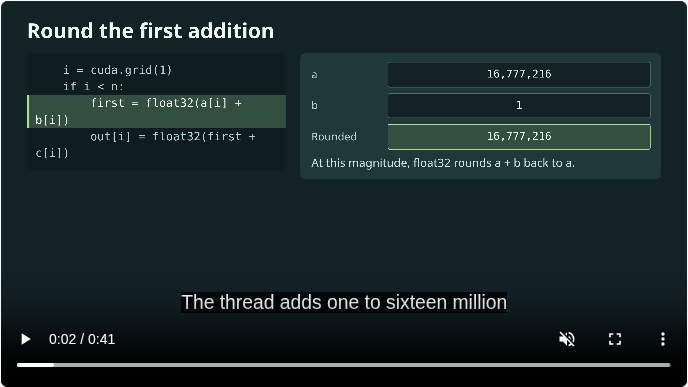 Round the first addition
i = cuda.grid(1)
if i < n:
first = float32(a[i] +
b[i])
out[i] = float32(first +
c[i])
a 16,777,216
b 1
Rounded 16,777,216
At this magnitude, float32 rounds a + b back to a.
The thread adds one to sixteen million
0:02 / 0:41